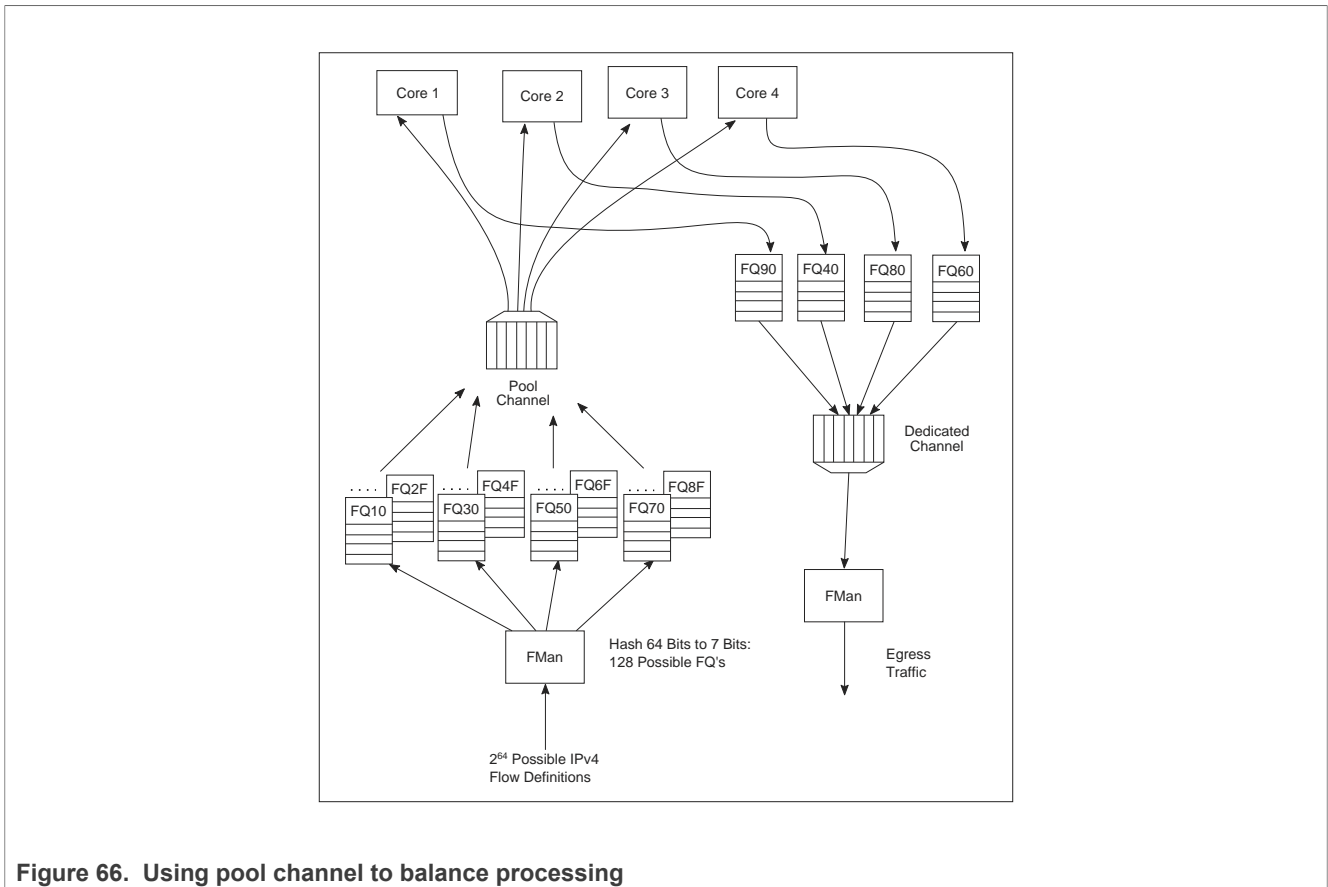 Core 1
Core 2
Core 3
Core 4
FQ90
FQ40
FQ80
FQ60
Pool
Channel
Dedicated
Channel
. . . .
FQ2F
. . . .
FQ4F
. . . .
FQ6F
. . . .
FQ8F
FQ10
FQ30
FQ50
FQ70
FMan
Hash 64 Bits to 7 Bits:
128 Possible FQ's
FMan
Egress
Traffic
2⁶⁴ Possible IPv4
Flow Definitions
Figure 66. Using pool channel to balance processing